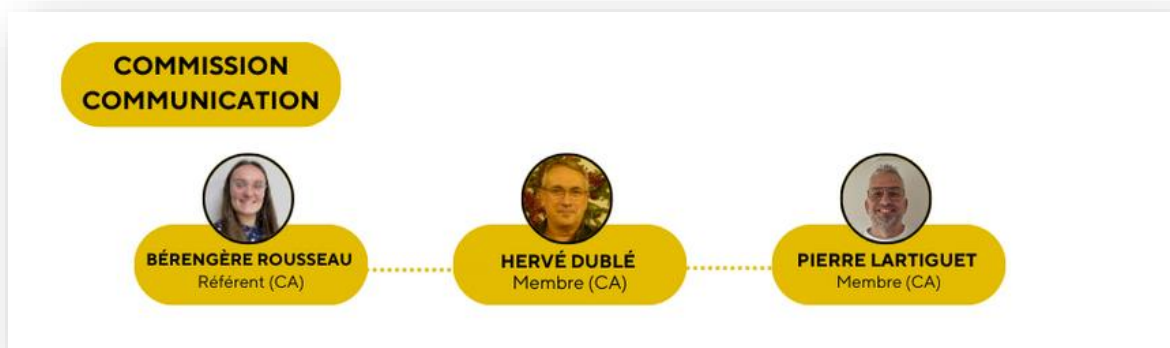 COMMISSION
COMMUNICATION
BÉRENGÈRE ROUSSEAU
Référent (CA)
HERVÉ DUBLÉ
Membre (CA)
PIERRE LARTIGUET
Membre (CA)